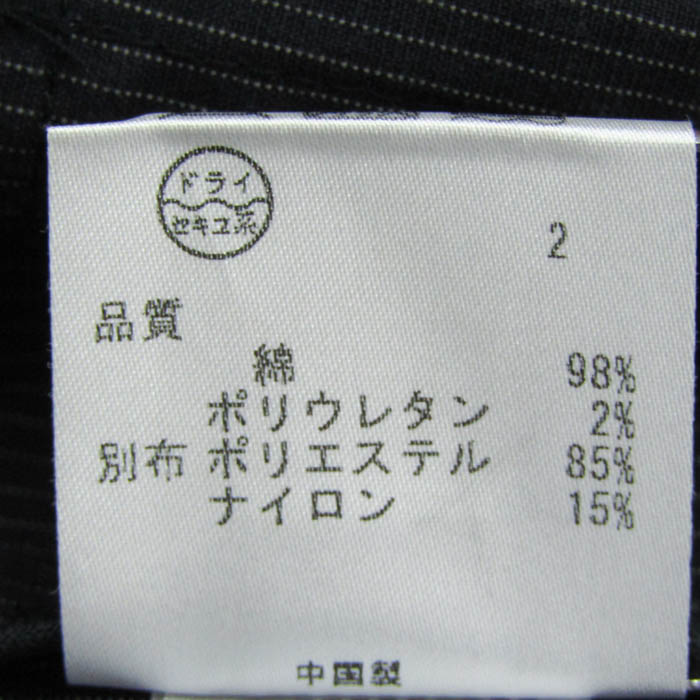 ドライ
セキユ系
2
品質
綿 98%
ポリウレタン 2%
別布 ポリエステル 85%
ナイロン 15%
中国製